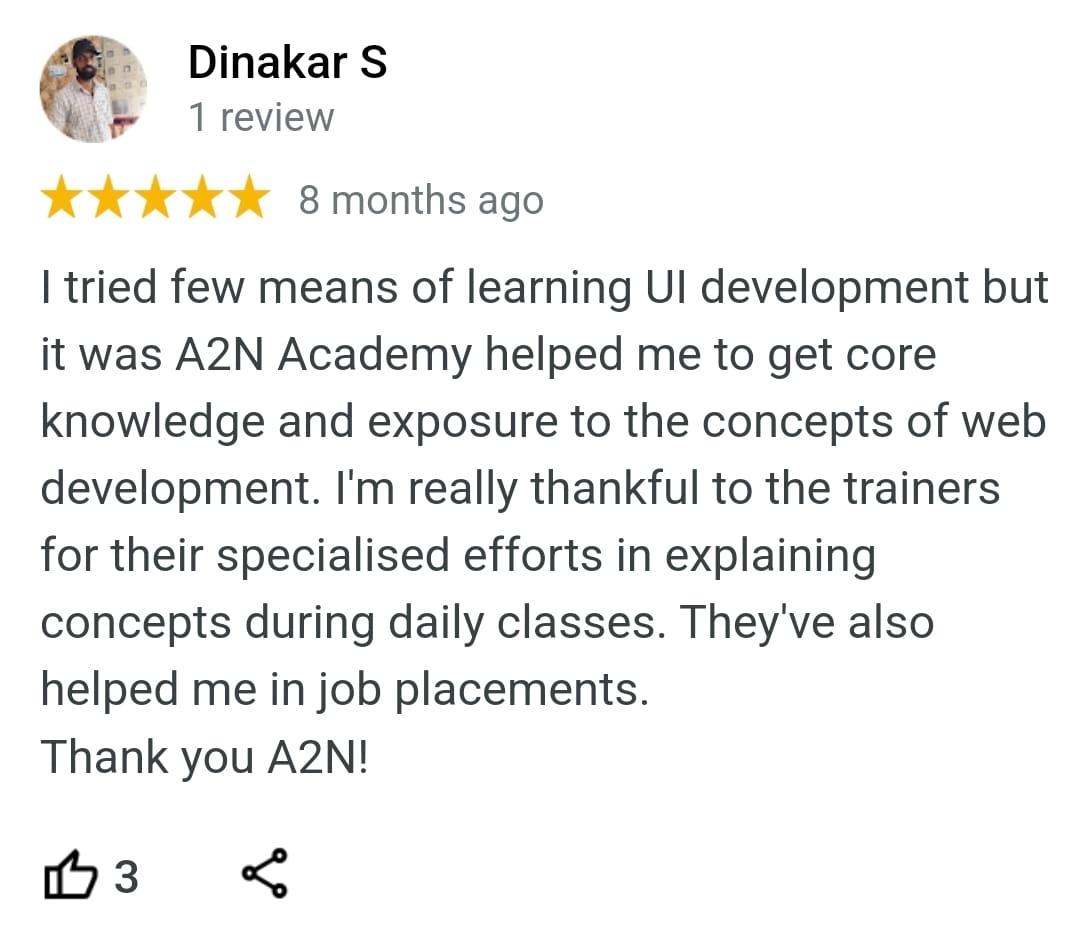 Dinakar S
1 review
8 months ago
I tried few means of learning UI development but
it was A2N Academy helped me to get core
knowledge and exposure to the concepts of web
development. I'm really thankful to the trainers
for their specialised efforts in explaining
concepts during daily classes. They've also
helped me in job placements.
Thank you A2N!
3